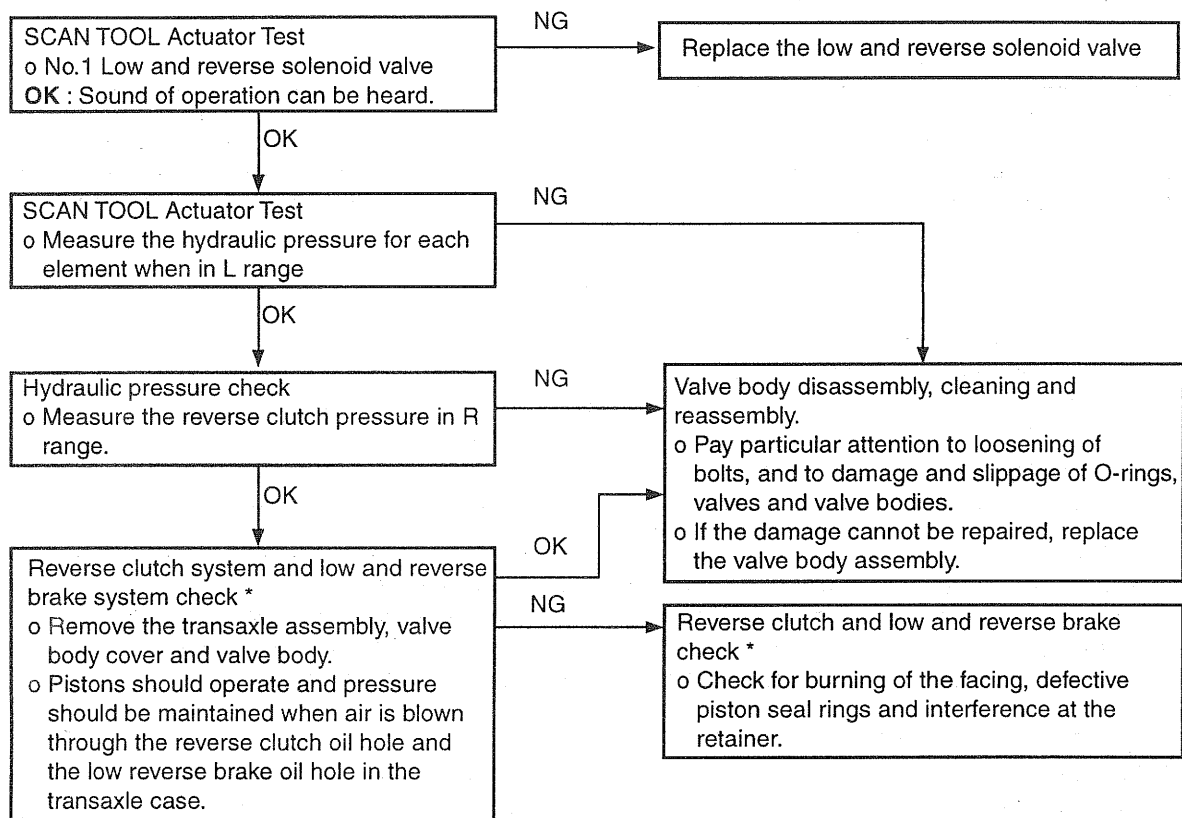 SCAN TOOL Actuator Test
o No.1 Low and reverse solenoid valve
OK : Sound of operation can be heard.
NG
Replace the low and reverse solenoid valve
OK
SCAN TOOL Actuator Test
o Measure the hydraulic pressure for each
element when in L range
NG
OK
Hydraulic pressure check
o Measure the reverse clutch pressure in R
range.
NG
Valve body disassembly, cleaning and
reassembly.
o Pay particular attention to loosening of
bolts, and to damage and slippage of O-rings,
valves and valve bodies.
o If the damage cannot be repaired, replace
the valve body assembly.
OK
Reverse clutch system and low and reverse
brake system check *
o Remove the transaxle assembly, valve
body cover and valve body.
o Pistons should operate and pressure
should be maintained when air is blown
through the reverse clutch oil hole and
the low reverse brake oil hole in the
transaxle case.
OK
NG
Reverse clutch and low and reverse brake
check *
o Check for burning of the facing, defective
piston seal rings and interference at the
retainer.